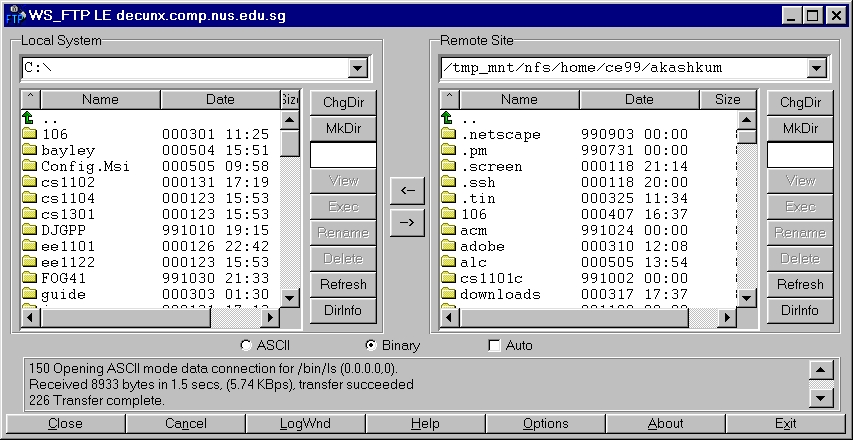 WS_FTP LE decunx.comp.nus.edu.sg
Local System
C:\
^ Name Date Size
..
106 000301 11:25
bayley 000504 15:51
Config.Msi 000505 09:58
cs1102 000131 17:19
cs1104 000123 15:53
cs1301 000123 15:53
DJGPP 991010 19:15
ee1101 000126 22:42
ee1122 000123 15:53
FOG41 991030 21:33
guide 000303 01:30
ChgDir
MkDir
View
Exec
Rename
Delete
Refresh
DirInfo
<--
-->
Remote Site
/tmp_mnt/nfs/home/ce99/akashkum
^ Name Date Size
..
.netscape 990903 00:00
.pm 990731 00:00
.screen 000118 21:14
.ssh 000118 20:00
.tin 000325 11:34
106 000407 16:37
acm 991024 00:00
adobe 000310 12:08
alc 000505 13:54
cs1101c 991002 00:00
downloads 000317 17:37
ChgDir
MkDir
View
Exec
Rename
Delete
Refresh
DirInfo
ASCII Binary Auto
150 Opening ASCII mode data connection for /bin/ls (0.0.0.0,0).
Received 8933 bytes in 1.5 secs, (5.74 KBps), transfer succeeded
226 Transfer complete.
Close Cancel LogWnd Help Options About Exit